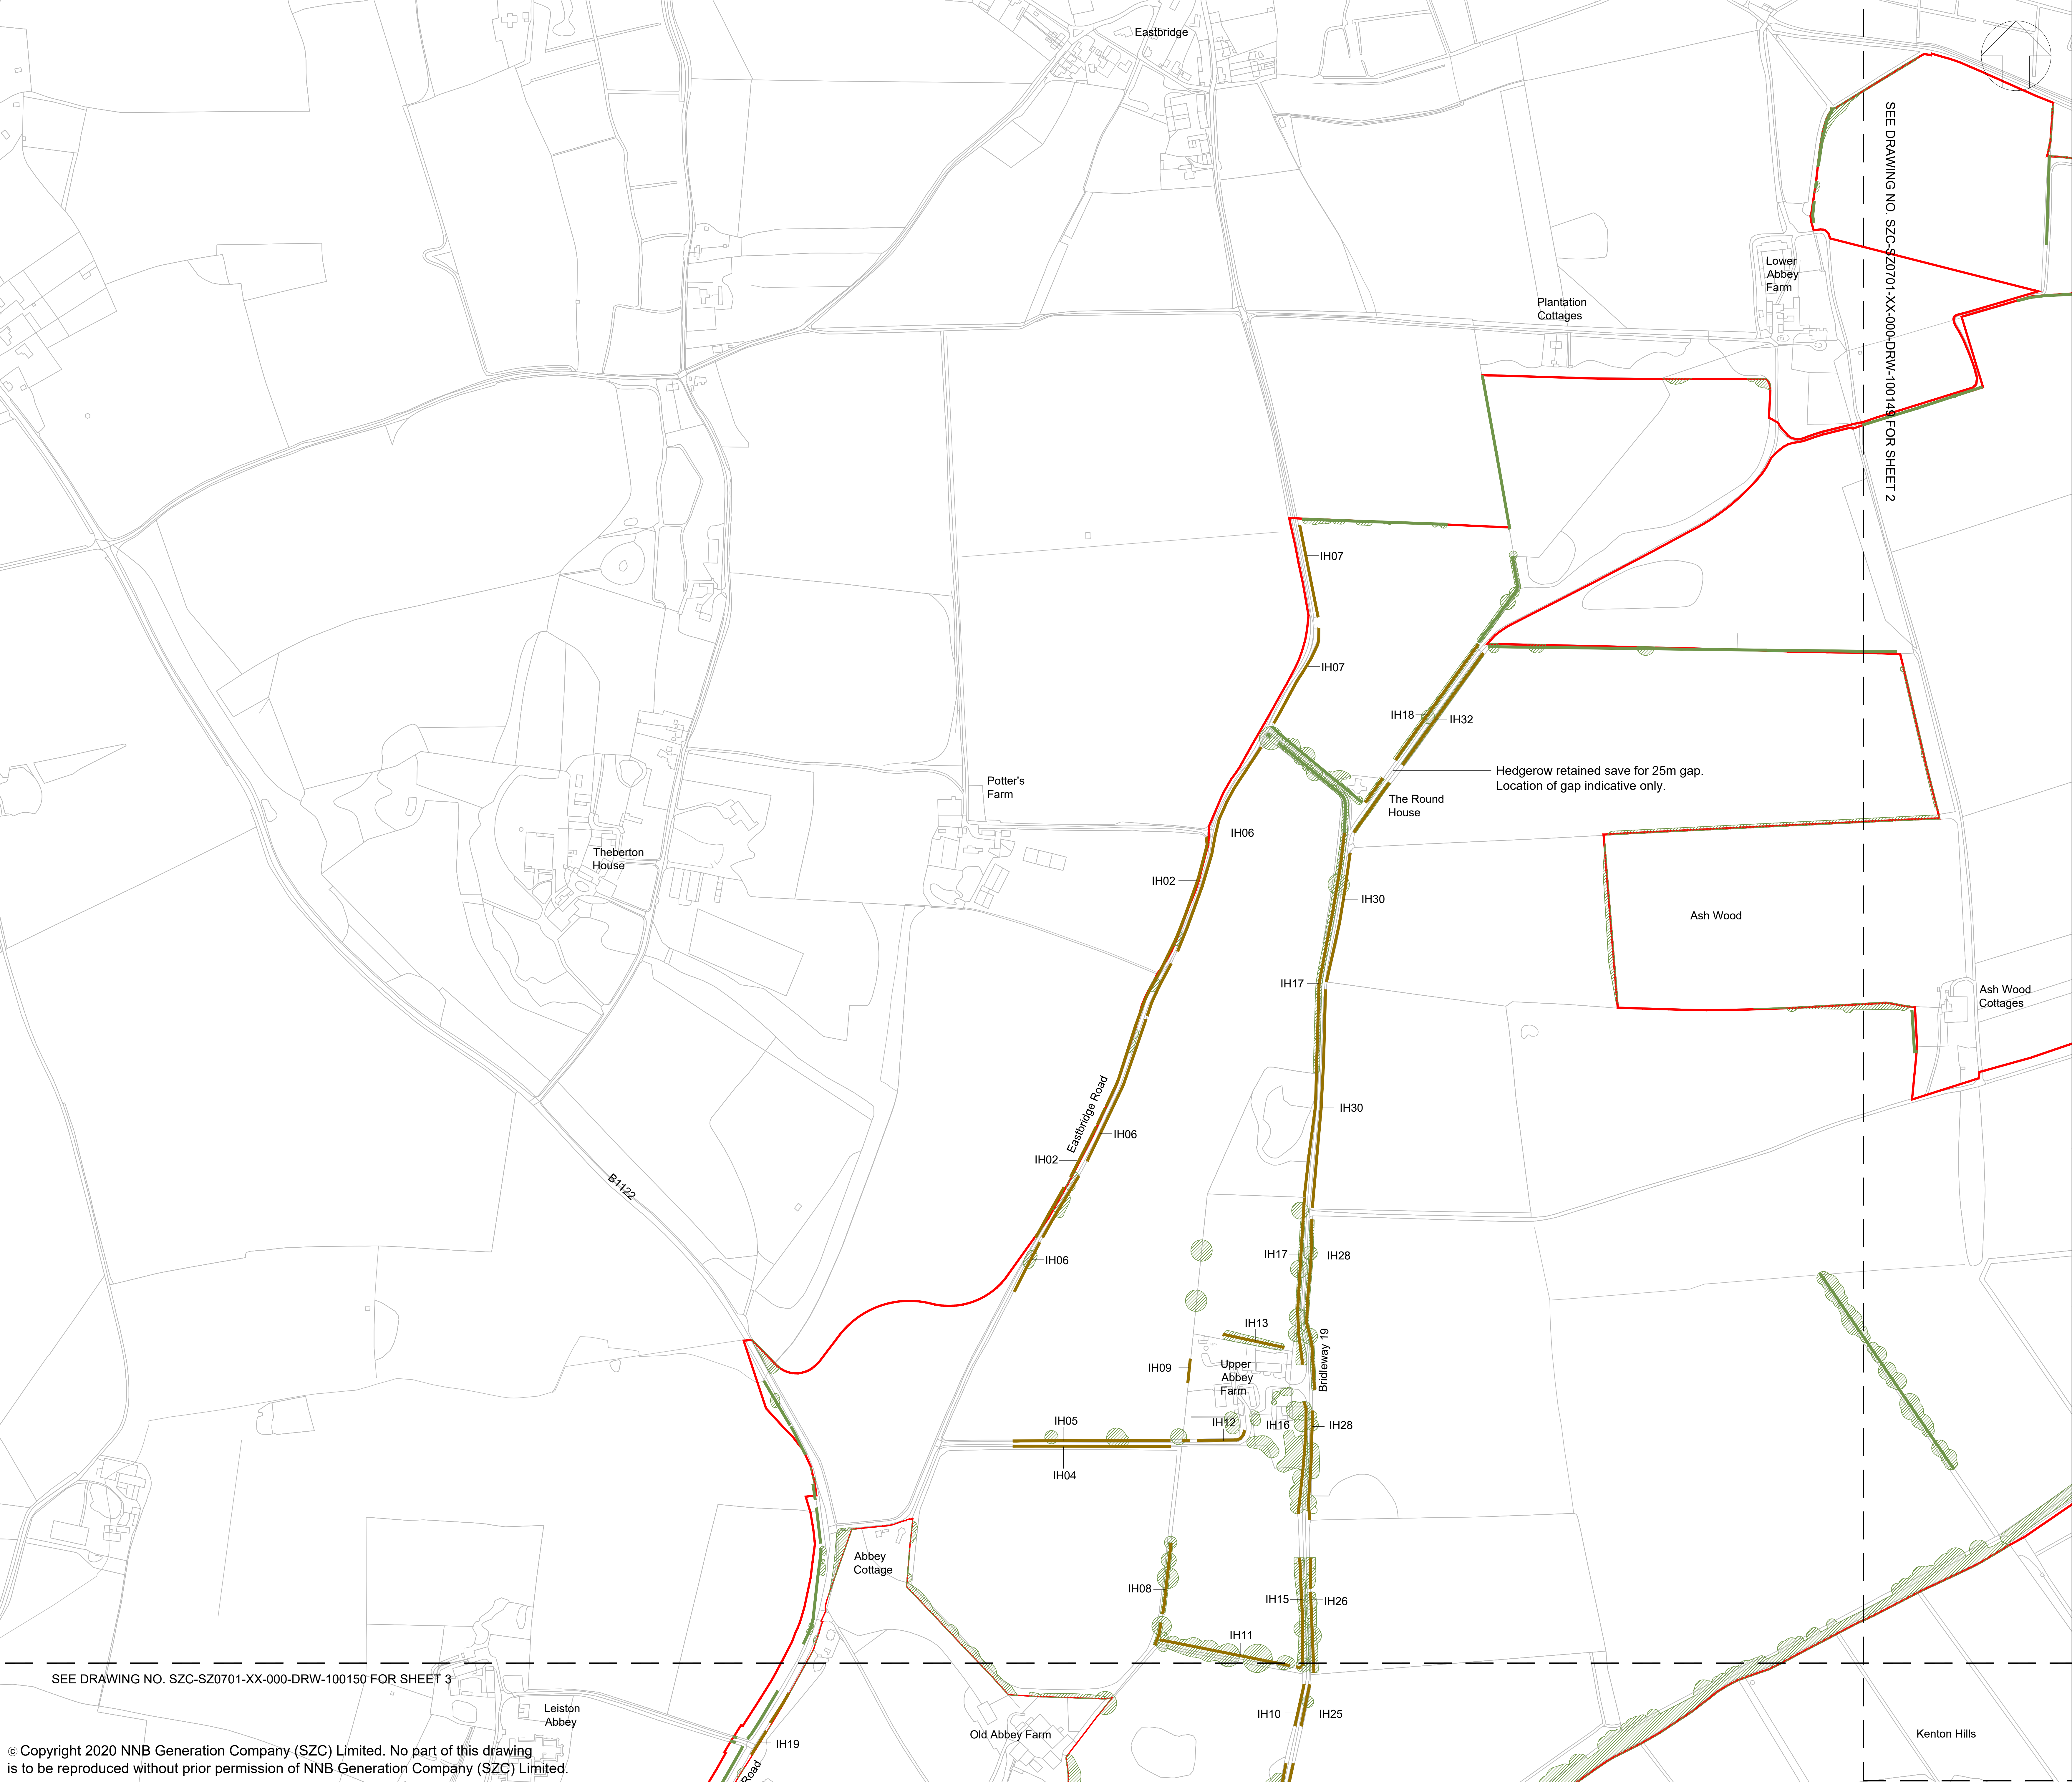 Eastbridge
SEE DRAWING NO. SZC-SZ0701-XX-000-DRW-100149 FOR SHEET 2
Lower
Abbey
Farm
Plantation
Cottages
IH07
IH07
IH18
IH32
Hedgerow retained save for 25m gap.
Location of gap indicative only.
Potter's
Farm
The Round
House
IH06
Theberton
House
IH02
IH30
Ash Wood
IH17
Ash Wood
Cottages
Eastbridge Road
IH30
IH06
IH02
B1122
IH17
IH28
IH06
IH13
Bridleway 19
IH09
Upper
Abbey
Farm
IH05
IH12
IH16
IH28
IH04
Abbey
Cottage
IH08
IH15
IH26
IH11
SEE DRAWING NO. SZC-SZ0701-XX-000-DRW-100150 FOR SHEET 3
Leiston
Abbey
IH10
IH25
Old Abbey Farm
Kenton Hills
IH19
Road
© Copyright 2020 NNB Generation Company (SZC) Limited. No part of this drawing
is to be reproduced without prior permission of NNB Generation Company (SZC) Limited.